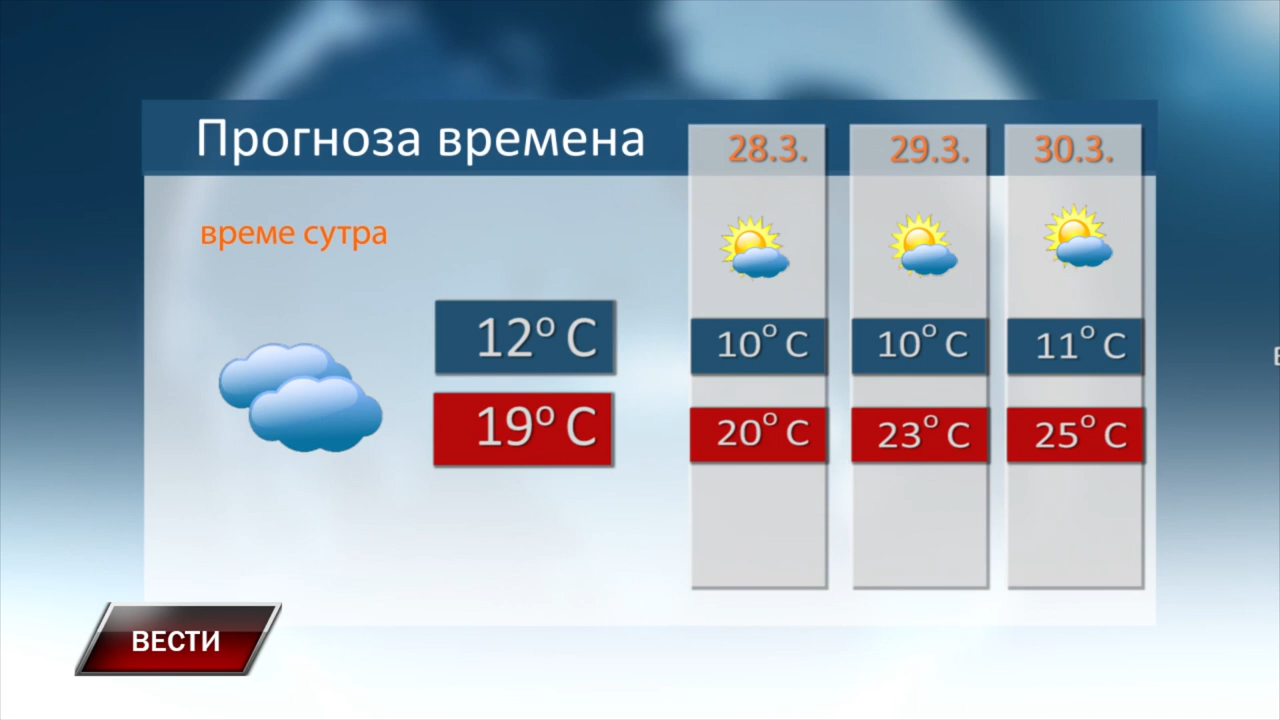 Прогноза времена
време сутра
12° C
19° C
28.3.
10° C
20° C
29.3.
10° C
23° C
30.3.
11° C
25° C
ВЕСТИ